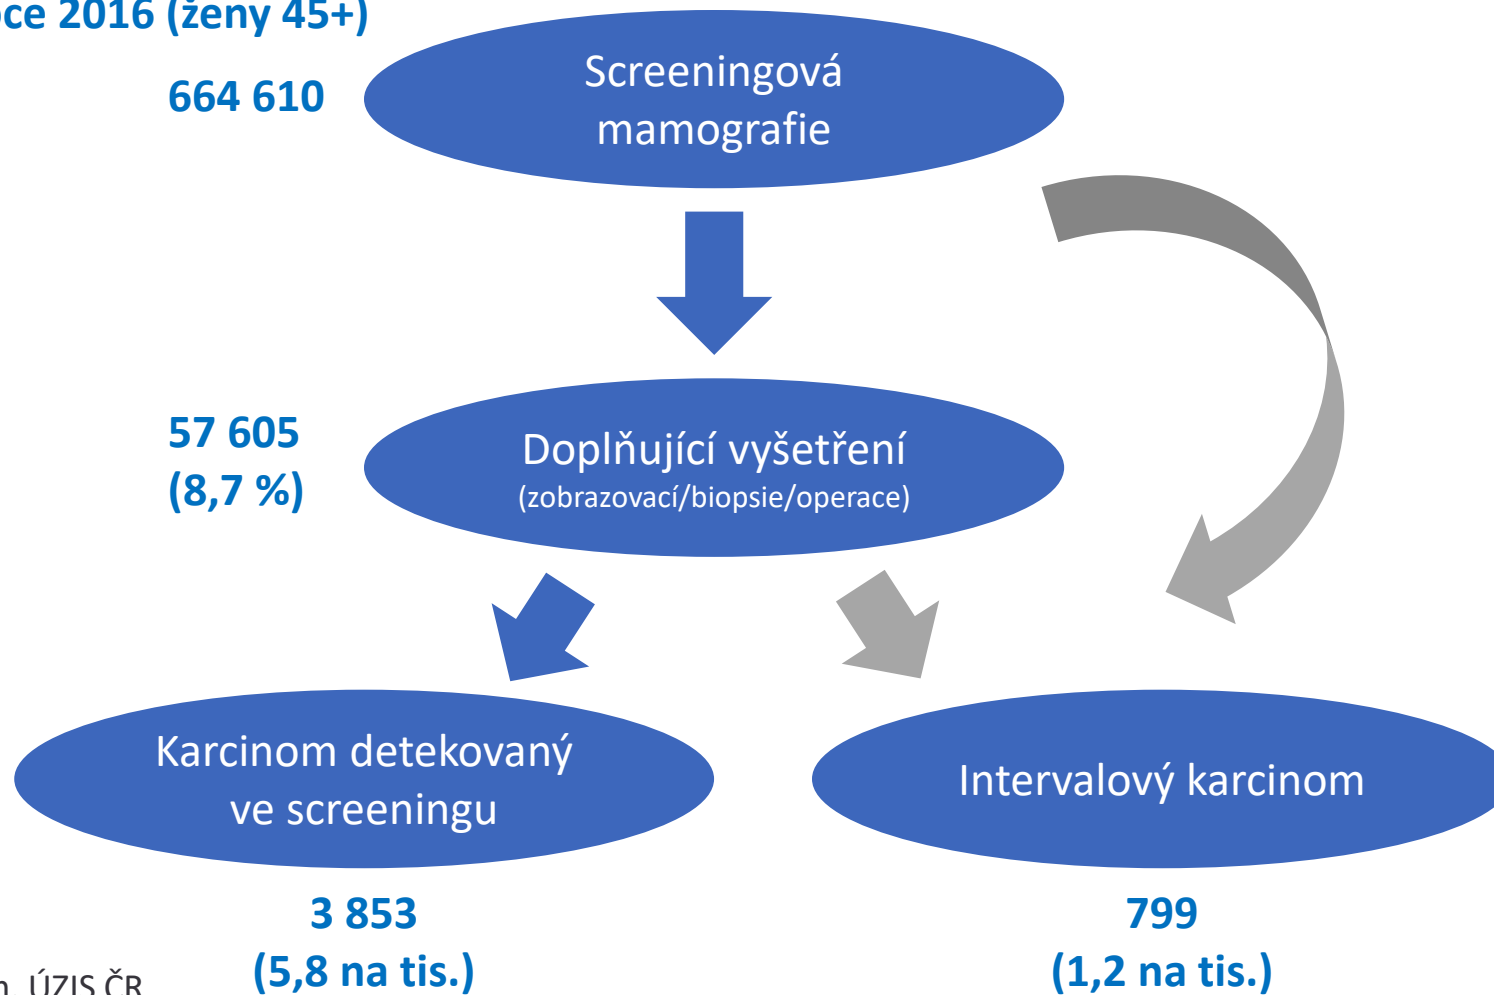 2016 (ženy 45+)
664 610
Screeningová
mamografie
57 605
(8,7 %)
Doplňující vyšetření
(zobrazovací/biopsie/operace)
Karcinom detekovaný
ve screeningu
Intervalový karcinom
3 853
(5,8 na tis.)
799
(1,2 na tis.)
ÚZIS ČR